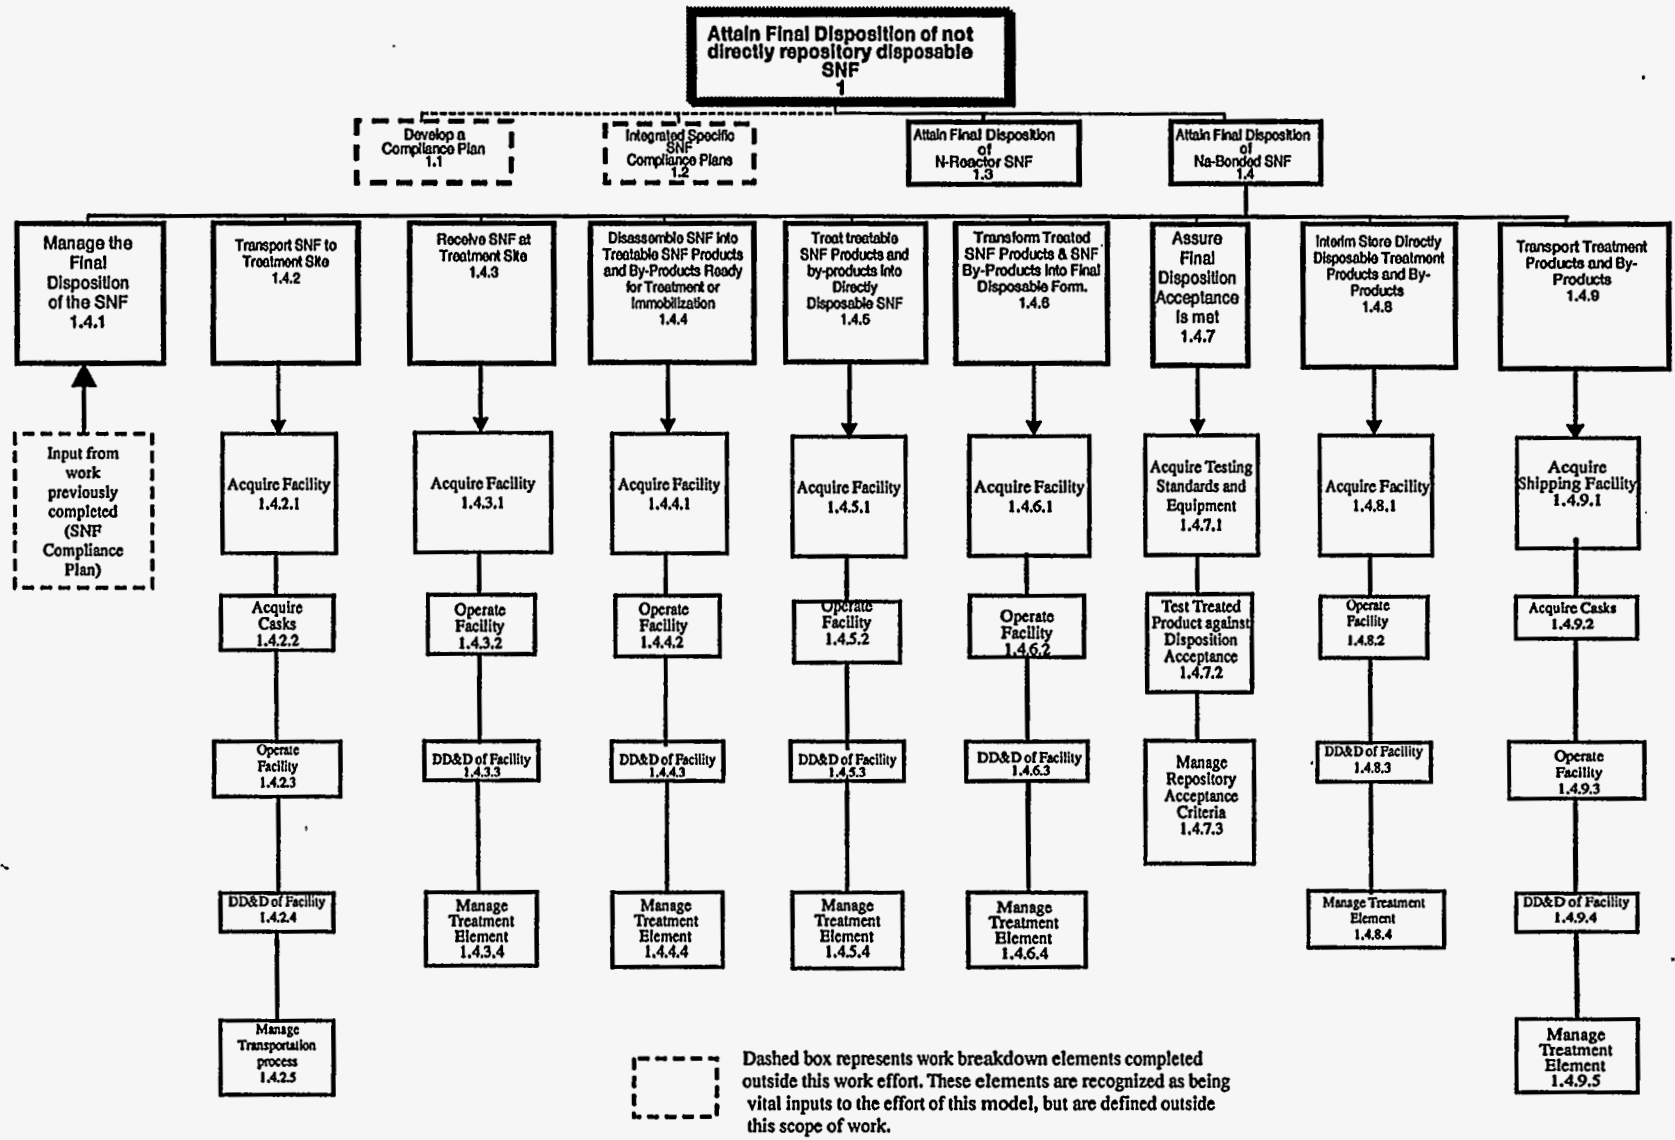 Attain Final Disposition of not
directly repository disposable
SNF
1
Develop a
Compliance Plan
1.1
Integrated Specific
SNF
Compliance Plans
1.2
Attain Final Disposition
of
N-Reactor SNF
1.3
Attain Final Disposition
of
Na-Bonded SNF
1.4
Manage the
Final
Disposition
of the SNF
1.4.1
Transport SNF to
Treatment Site
1.4.2
Receive SNF at
Treatment Site
1.4.3
Disassemble SNF into
Treatable SNF Products
and By-Products Ready
for Treatment or
Immobilization
1.4.4
Treat treatable
SNF Products and
by-products into
Directly
Disposable SNF
1.4.5
Transform Treated
SNF Products & SNF
By-Products into Final
Disposable Form.
1.4.6
Assure
Final
Disposition
Acceptance
is met
1.4.7
Interim Store Directly
Disposable Treatment
Products and By-
Products
1.4.8
Transport Treatment
Products and By-
Products
1.4.9
Input from
work
previously
completed
(SNF
Compliance
Plan)
Acquire Facility
1.4.2.1
Acquire Facility
1.4.3.1
Acquire Facility
1.4.4.1
Acquire Facility
1.4.5.1
Acquire Facility
1.4.6.1
Acquire Testing
Standards and
Equipment
1.4.7.1
Acquire Facility
1.4.8.1
Acquire
Shipping Facility
1.4.9.1
Acquire
Casks
1.4.2.2
Operate
Facility
1.4.3.2
Operate
Facility
1.4.4.2
Operate
Facility
1.4.5.2
Operate
Facility
1.4.6.2
Test Treated
Product against
Disposition
Acceptance
1.4.7.2
Operate
Facility
1.4.8.2
Acquire Casks
1.4.9.2
Operate
Facility
1.4.2.3
DD&D of Facility
1.4.3.3
DD&D of Facility
1.4.4.3
DD&D of Facility
1.4.5.3
DD&D of Facility
1.4.6.3
Manage
Repository
Acceptance
Criteria
1.4.7.3
DD&D of Facility
1.4.8.3
Operate
Facility
1.4.9.3
DD&D of Facility
1.4.2.4
Manage
Treatment
Element
1.4.3.4
Manage
Treatment
Element
1.4.4.4
Manage
Treatment
Element
1.4.5.4
Manage
Treatment
Element
1.4.6.4
Manage Treatment
Element
1.4.8.4
DD&D of Facility
1.4.9.4
Manage
Transportation
process
1.4.2.5
Manage
Treatment
Element
1.4.9.5
Dashed box represents work breakdown elements completed
outside this work effort. These elements are recognized as being
vital inputs to the effort of this model, but are defined outside
this scope of work.